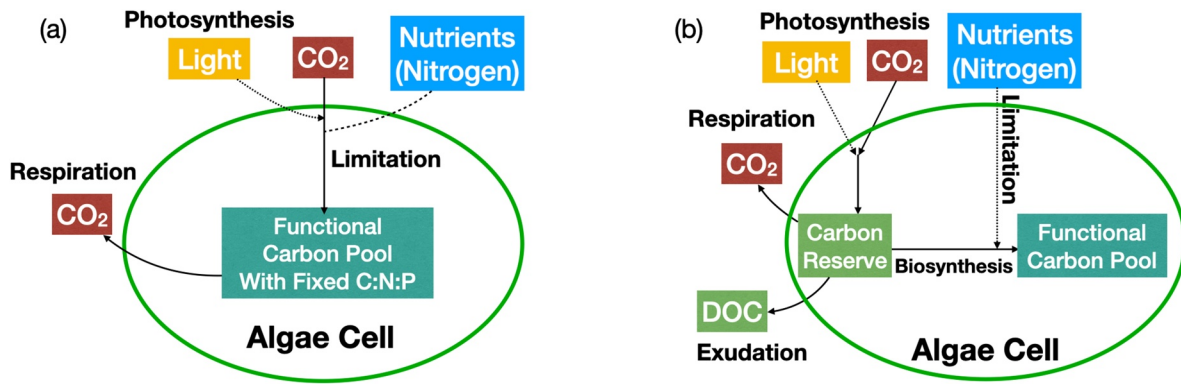 (a)
Photosynthesis
Light
CO₂
Nutrients
(Nitrogen)
Limitation
Respiration
CO₂
Functional
Carbon Pool
With Fixed C:N:P
Algae Cell
(b)
Photosynthesis
Light
CO₂
Nutrients
(Nitrogen)
Limitation
Respiration
CO₂
Carbon
Reserve
Biosynthesis
Functional
Carbon Pool
DOC
Exudation
Algae Cell